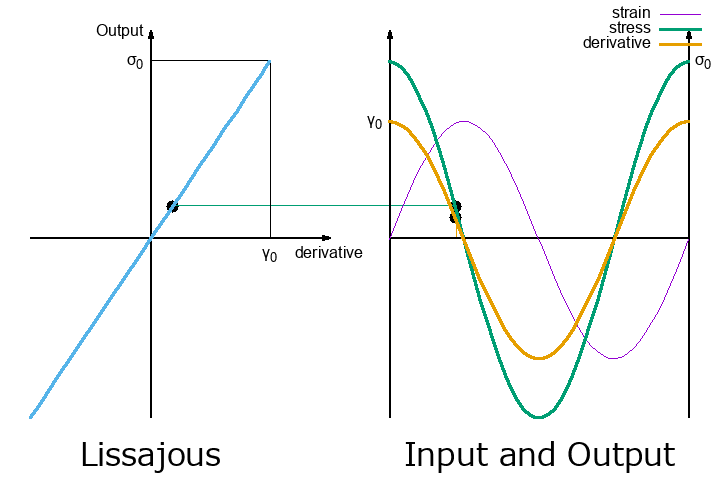 Output
σ0
γ0
derivative
Lissajous
strain
stress
derivative
σ0
γ0
Input and Output